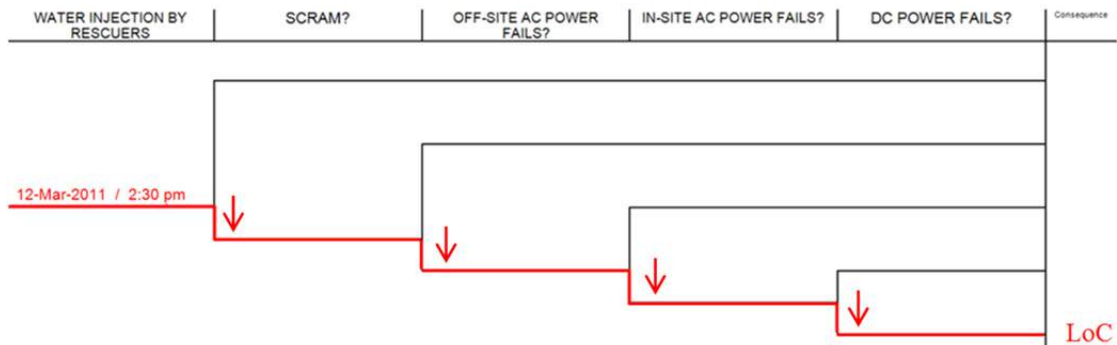 WATER INJECTION BY
RESCUERS
SCRAM?
OFF-SITE AC POWER
FAILS?
IN-SITE AC POWER FAILS?
DC POWER FAILS?
Consequence
12-Mar-2011 / 2:30 pm
LoC